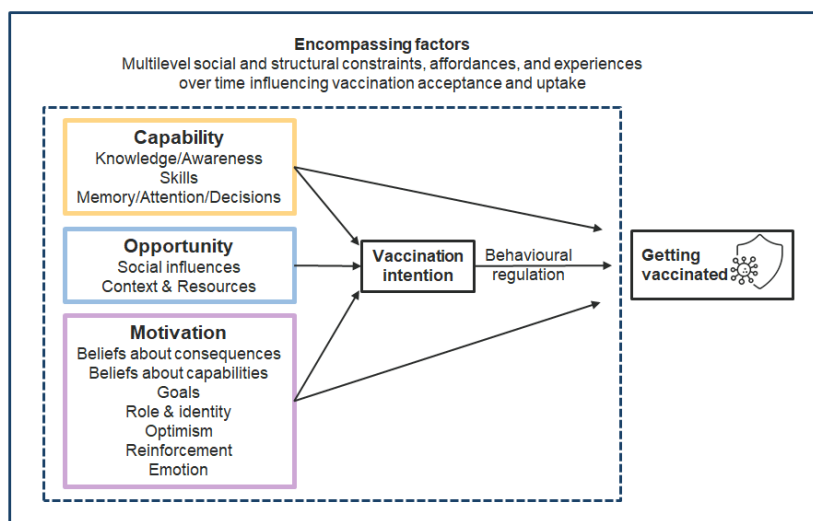 Encompassing factors
Multilevel social and structural constraints, affordances, and experiences
over time influencing vaccination acceptance and uptake
Capability
Knowledge/Awareness
Skills
Memory/Attention/Decisions
Opportunity
Social influences
Context & Resources
Motivation
Beliefs about consequences
Beliefs about capabilities
Goals
Role & identity
Optimism
Reinforcement
Emotion
Vaccination
intention
Behavioural
regulation
Getting
vaccinated